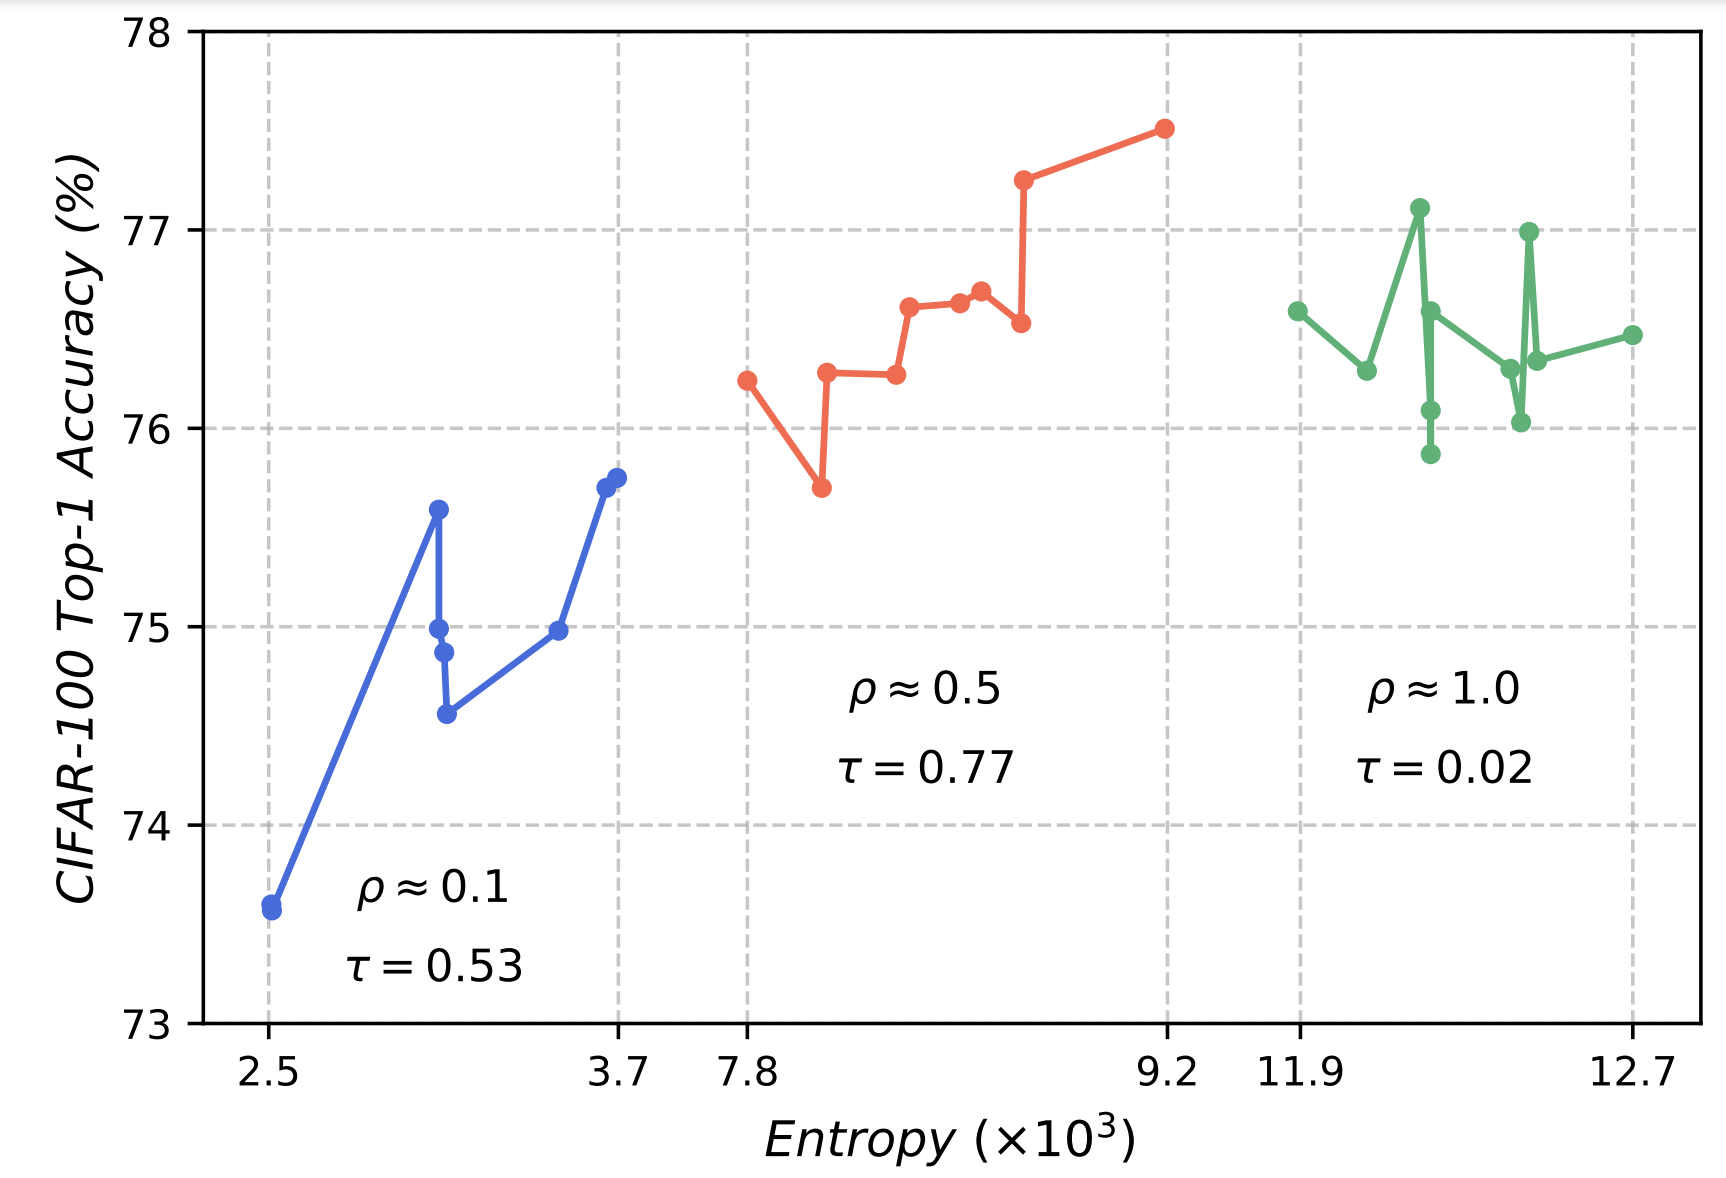 78
77
76
75
74
73
CIFAR-100 Top-1 Accuracy (%)
ρ ≈ 0.1
τ = 0.53
ρ ≈ 0.5
τ = 0.77
ρ ≈ 1.0
τ = 0.02
2.5 3.7 7.8 9.2 11.9 12.7
Entropy (×10³)